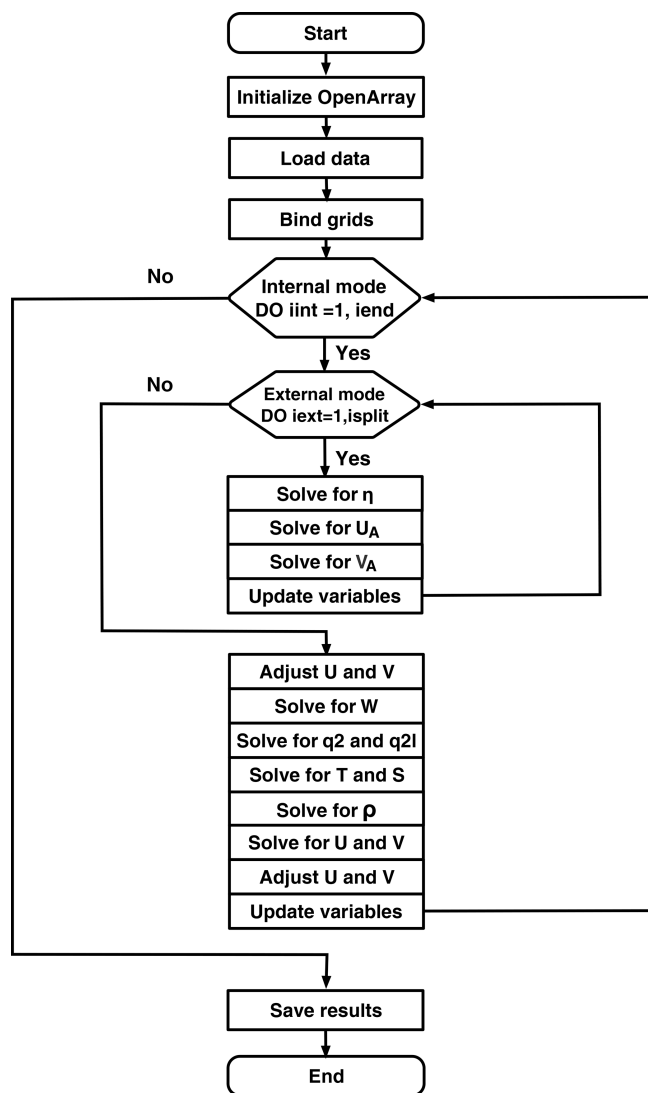 Start
Initialize OpenArray
Load data
Bind grids
No
Internal mode
DO iint =1, iend
Yes
No
External mode
DO iext=1,isplit
Yes
Solve for η
Solve for U_A
Solve for V_A
Update variables
Adjust U and V
Solve for W
Solve for q2 and q2l
Solve for T and S
Solve for ρ
Solve for U and V
Adjust U and V
Update variables
Save results
End